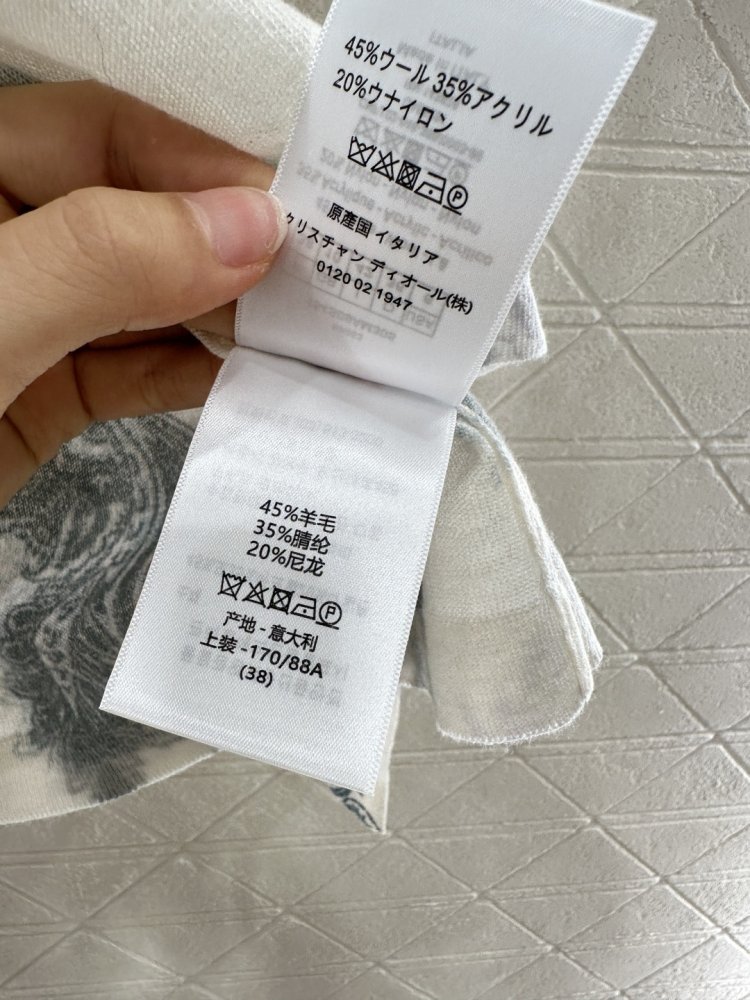 45%ウール 35%アクリル
20%ウナイロン
原產国 イタリア
クリスチャン ディオール(株)
0120 02 1947
45%羊毛
35%腈纶
20%尼龙
产地 - 意大利
上装 -170/88A
(38)